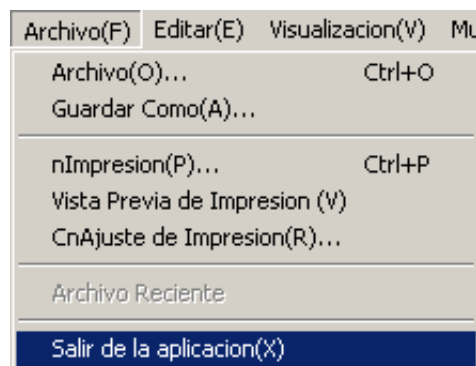 Archivo(F) Editar(E) Visualizacion(V) Mu
Archivo(O)... Ctrl+O
Guardar Como(A)...
nImpresion(P)... Ctrl+P
Vista Previa de Impresion (V)
CnAjuste de Impresion(R)...
Archivo Reciente
Salir de la aplicacion(X)